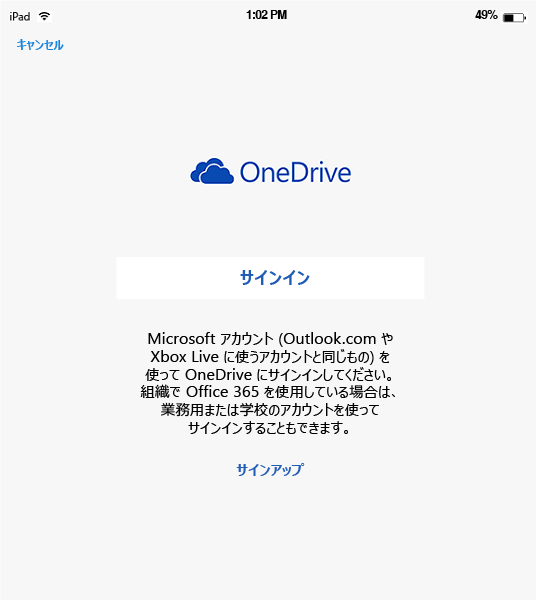 iPad 1:02 PM 49%
キャンセル
OneDrive
サインイン
Microsoft アカウント (Outlook.com や
Xbox Live に使うアカウントと同じもの) を
使って OneDrive にサインインしてください。
組織で Office 365 を使用している場合は、
業務用または学校のアカウントを使って
サインインすることもできます。
サインアップ